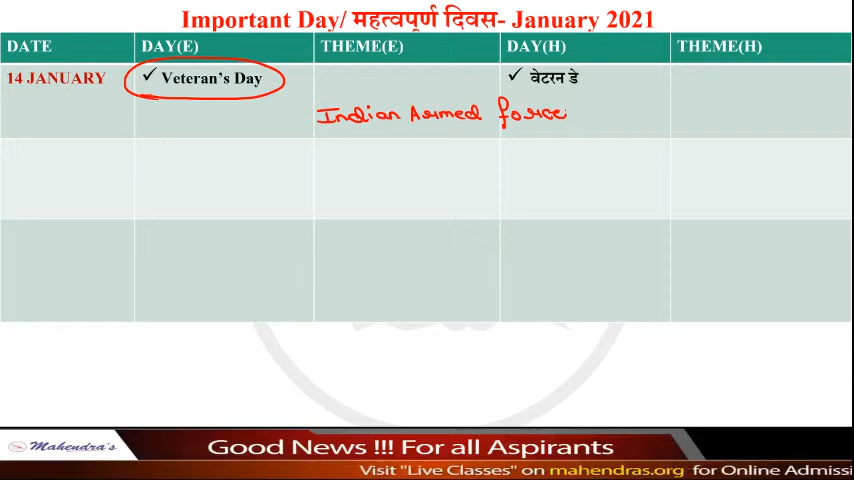 Important Day/ महत्वपूर्ण दिवस- January 2021
DATE DAY(E) THEME(E) DAY(H) THEME(H)
14 JANUARY ✓ Veteran's Day ✓ वेटरन डे
Indian Armed force
Mahendra's
Good News !!! For all Aspirants
Visit "Live Classes" on mahendras.org for Online Admissi